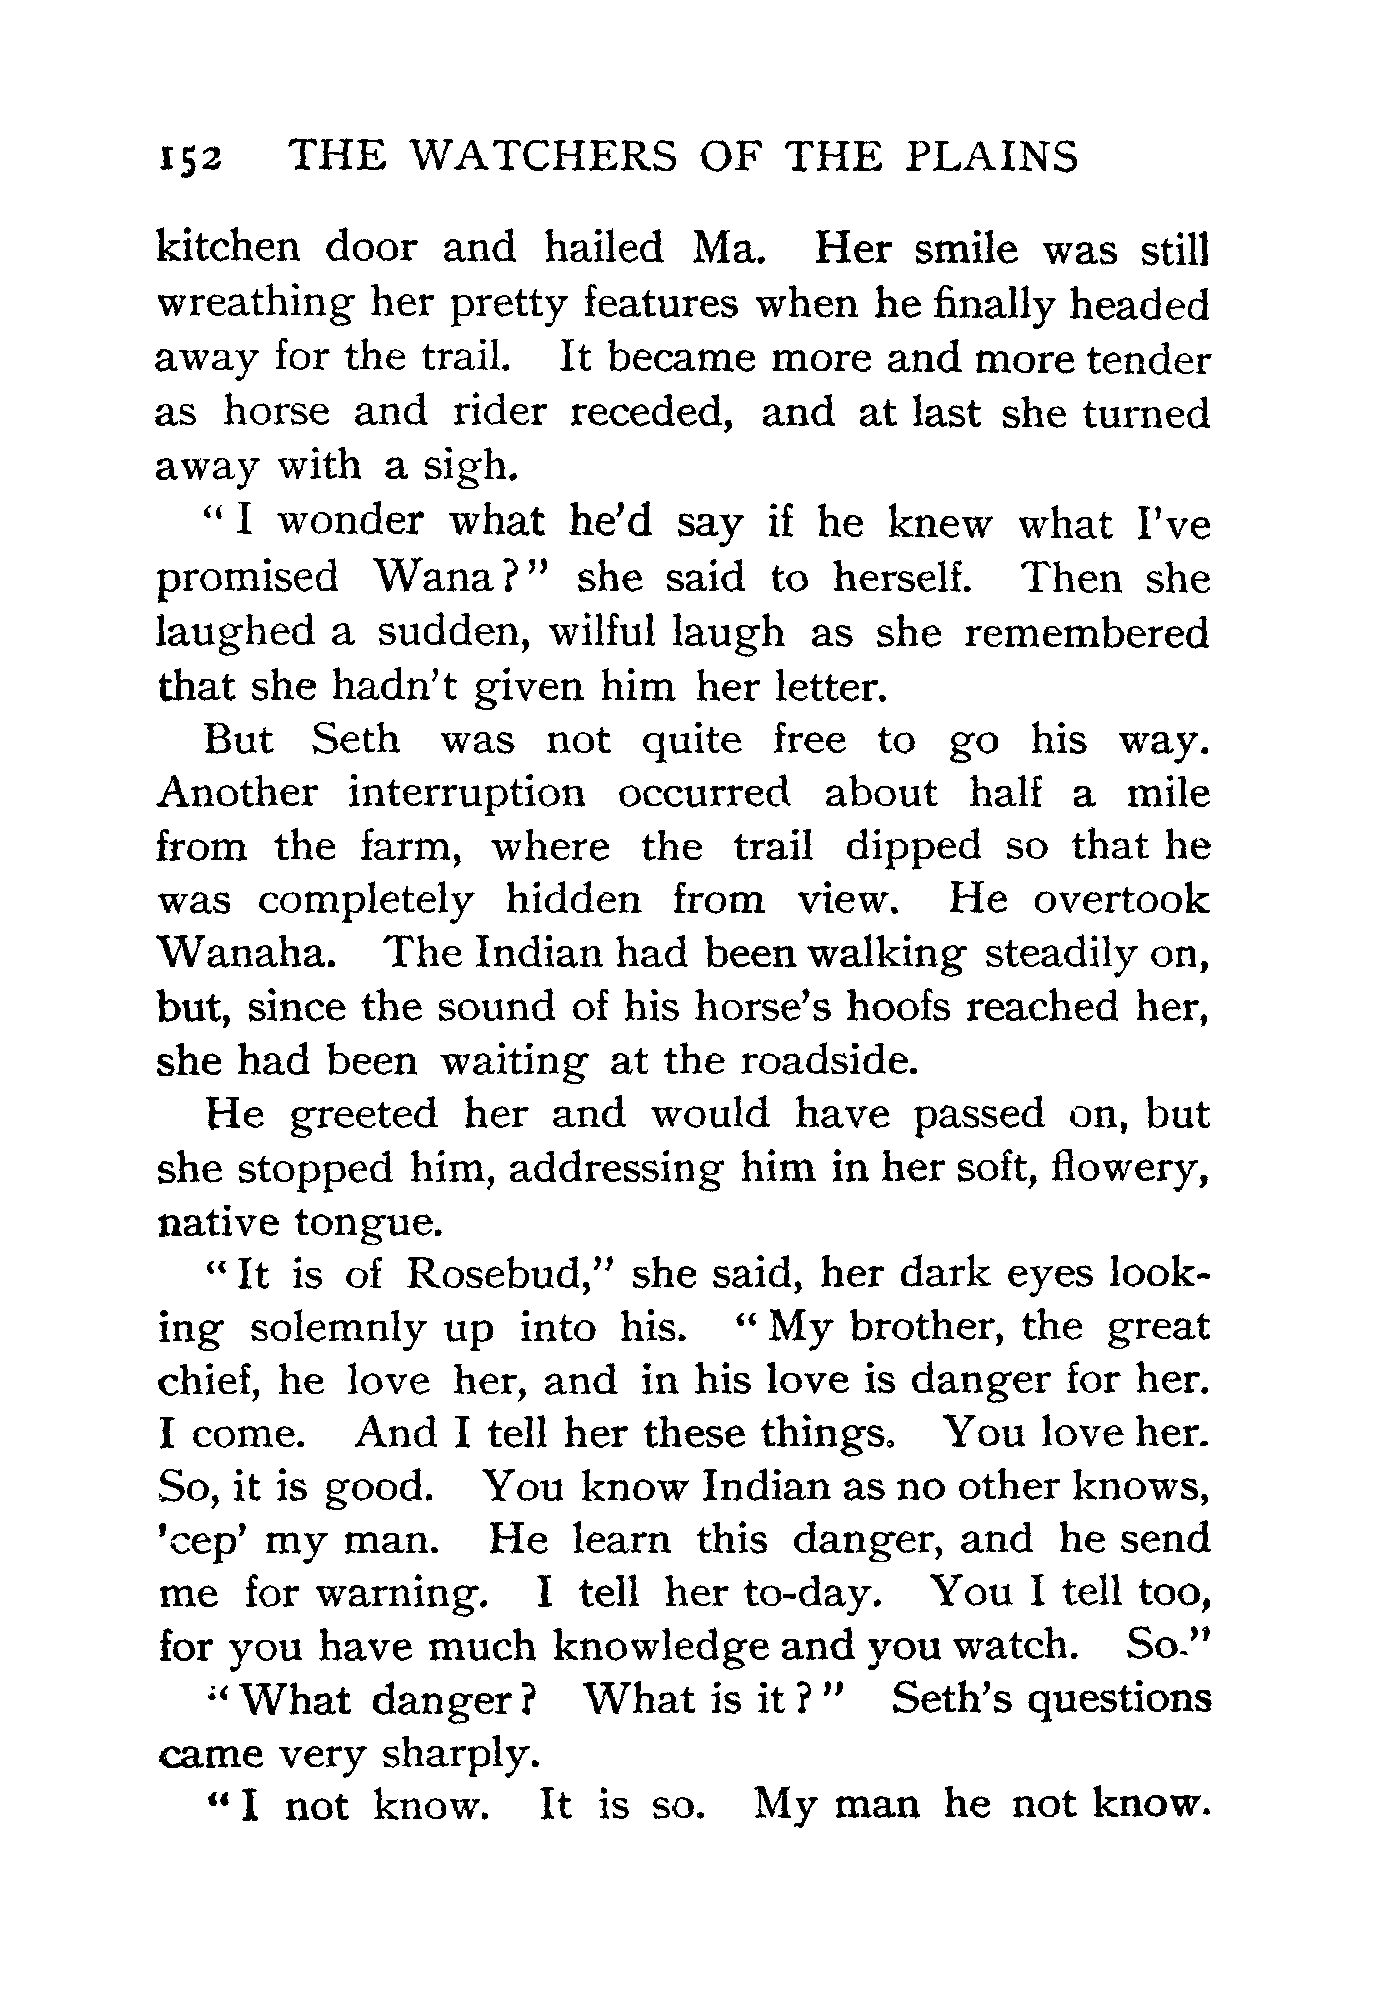 152 THE WATCHERS OF THE PLAINS
kitchen door and hailed Ma. Her smile was still
wreathing her pretty features when he finally headed
away for the trail. It became more and more tender
as horse and rider receded, and at last she turned
away with a sigh.
"I wonder what he'd say if he knew what I've
promised Wana?" she said to herself. Then she
laughed a sudden, wilful laugh as she remembered
that she hadn't given him her letter.
But Seth was not quite free to go his way.
Another interruption occurred about half a mile
from the farm, where the trail dipped so that he
was completely hidden from view. He overtook
Wanaha. The Indian had been walking steadily on,
but, since the sound of his horse's hoofs reached her,
she had been waiting at the roadside.
He greeted her and would have passed on, but
she stopped him, addressing him in her soft, flowery,
native tongue.
"It is of Rosebud," she said, her dark eyes look-
ing solemnly up into his. "My brother, the great
chief, he love her, and in his love is danger for her.
I come. And I tell her these things. You love her.
So, it is good. You know Indian as no other knows,
'cep' my man. He learn this danger, and he send
me for warning. I tell her to-day. You I tell too,
for you have much knowledge and you watch. So."
"What danger? What is it?" Seth's questions
came very sharply.
"I not know. It is so. My man he not know.